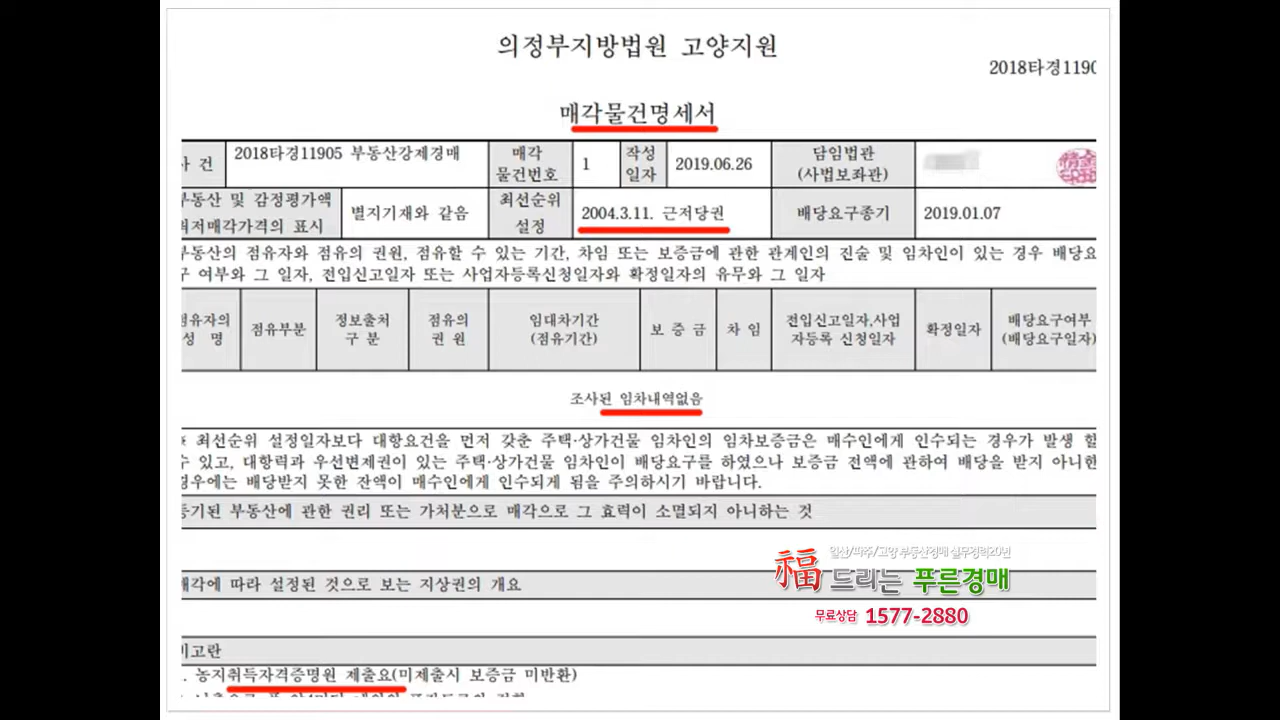 의정부지방법원 고양지원
2018타경1190
매각물건명세서
사 건
2018타경11905 부동산강제경매
매각
물건번호
1
작성
일자
2019.06.26
담임법관
(사법보좌관)
부동산 및 감정평가액
최저매각가격의 표시
별지기재와 같음
최선순위
설정
2004.3.11. 근저당권
배당요구종기
2019.01.07
부동산의 점유자와 점유의 권원, 점유할 수 있는 기간, 차임 또는 보증금에 관한 관계인의 진술 및 임차인이 있는 경우 배당요
구 여부와 그 일자, 전입신고일자 또는 사업자등록신청일자와 확정일자의 유무와 그 일자
점유자의
성 명
점유부분
정보출처
구 분
점유의
권 원
임대차기간
(점유기간)
보 증 금
차 임
전입신고일자,사업
자등록 신청일자
확정일자
배당요구여부
(배당요구일자)
조사된 임차내역없음
※ 최선순위 설정일자보다 대항요건을 먼저 갖춘 주택·상가건물 임차인의 임차보증금은 매수인에게 인수되는 경우가 발생 할
수 있고, 대항력과 우선변제권이 있는 주택·상가건물 임차인이 배당요구를 하였으나 보증금 전액에 관하여 배당을 받지 아니한
경우에는 배당받지 못한 잔액이 매수인에게 인수되게 됨을 주의하시기 바랍니다.
등기된 부동산에 관한 권리 또는 가처분으로 매각으로 그 효력이 소멸되지 아니하는 것
매각에 따라 설정된 것으로 보는 지상권의 개요
비고란
. 농지취득자격증명원 제출요(미제출시 보증금 미반환)
일산/파주/고양 부동산경매 실무경력20년
福 드리는 푸른경매
무료상담 1577-2880